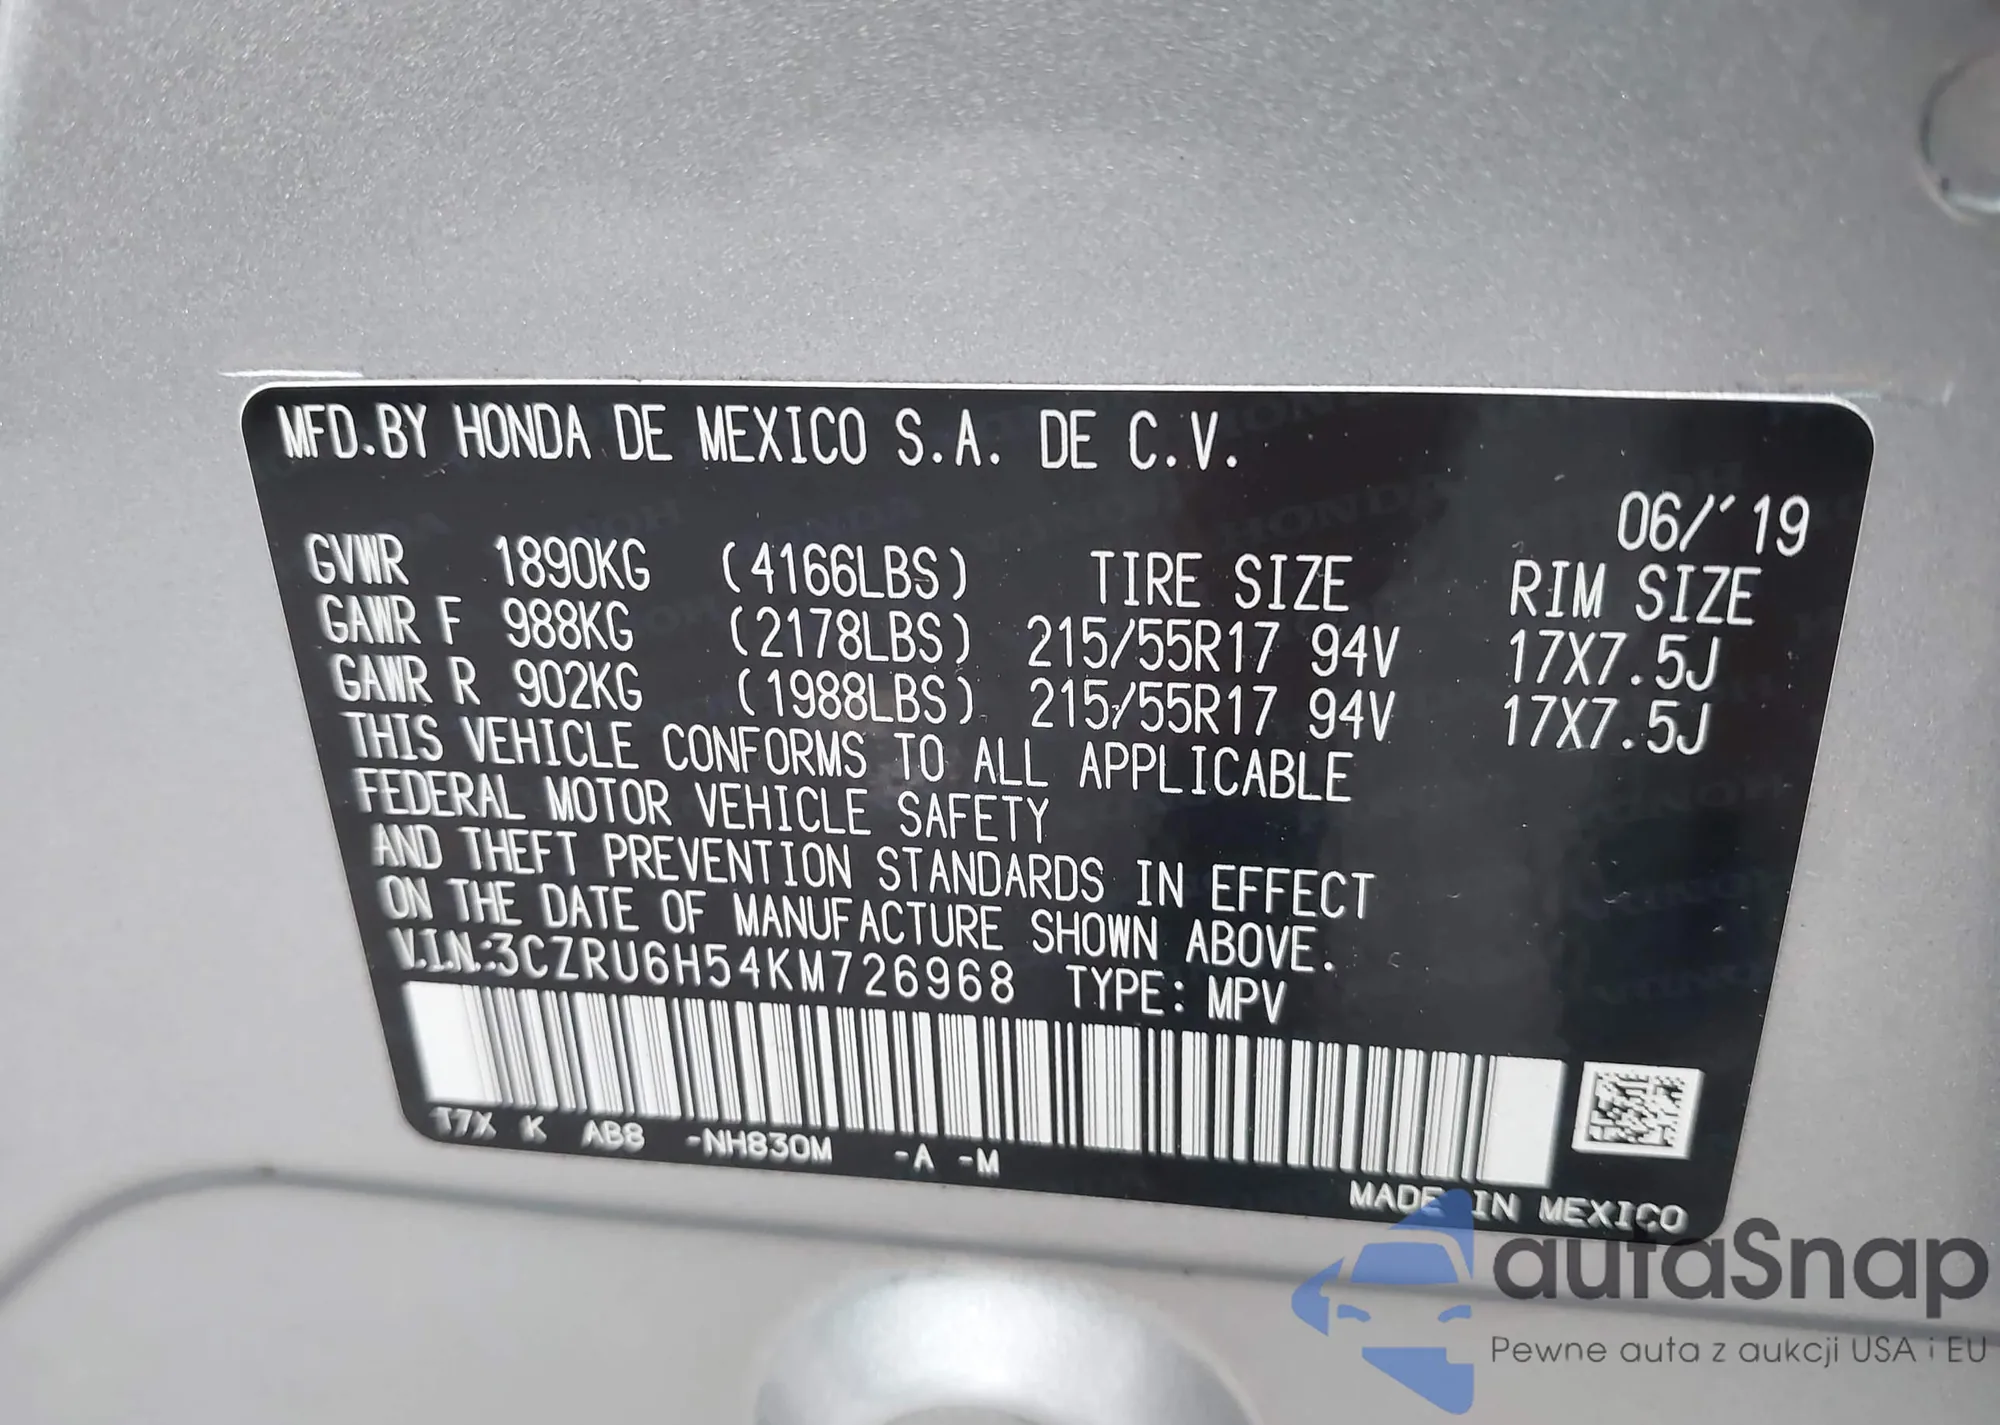 MFD.BY HONDA DE MEXICO S.A. DE C.V.
06/'19
GVWR 1890KG (4166LBS) TIRE SIZE RIM SIZE
GAWR F 988KG (2178LBS) 215/55R17 94V 17X7.5J
GAWR R 902KG (1988LBS) 215/55R17 94V 17X7.5J
THIS VEHICLE CONFORMS TO ALL APPLICABLE
FEDERAL MOTOR VEHICLE SAFETY
AND THEFT PREVENTION STANDARDS IN EFFECT
ON THE DATE OF MANUFACTURE SHOWN ABOVE.
V.I.N:3CZRU6H54KM726968 TYPE: MPV
T7X K AB8 -NH830M -A -M
MADE IN MEXICO
autaSnap
Pewne auta z aukcji USA i EU